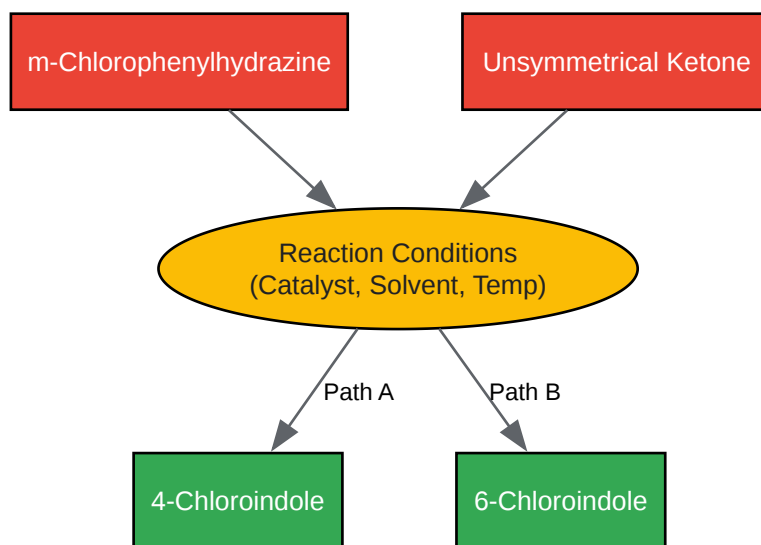 m-Chlorophenylhydrazine
Unsymmetrical Ketone
Reaction Conditions
(Catalyst, Solvent, Temp)
Path A
Path B
4-Chloroindole
6-Chloroindole